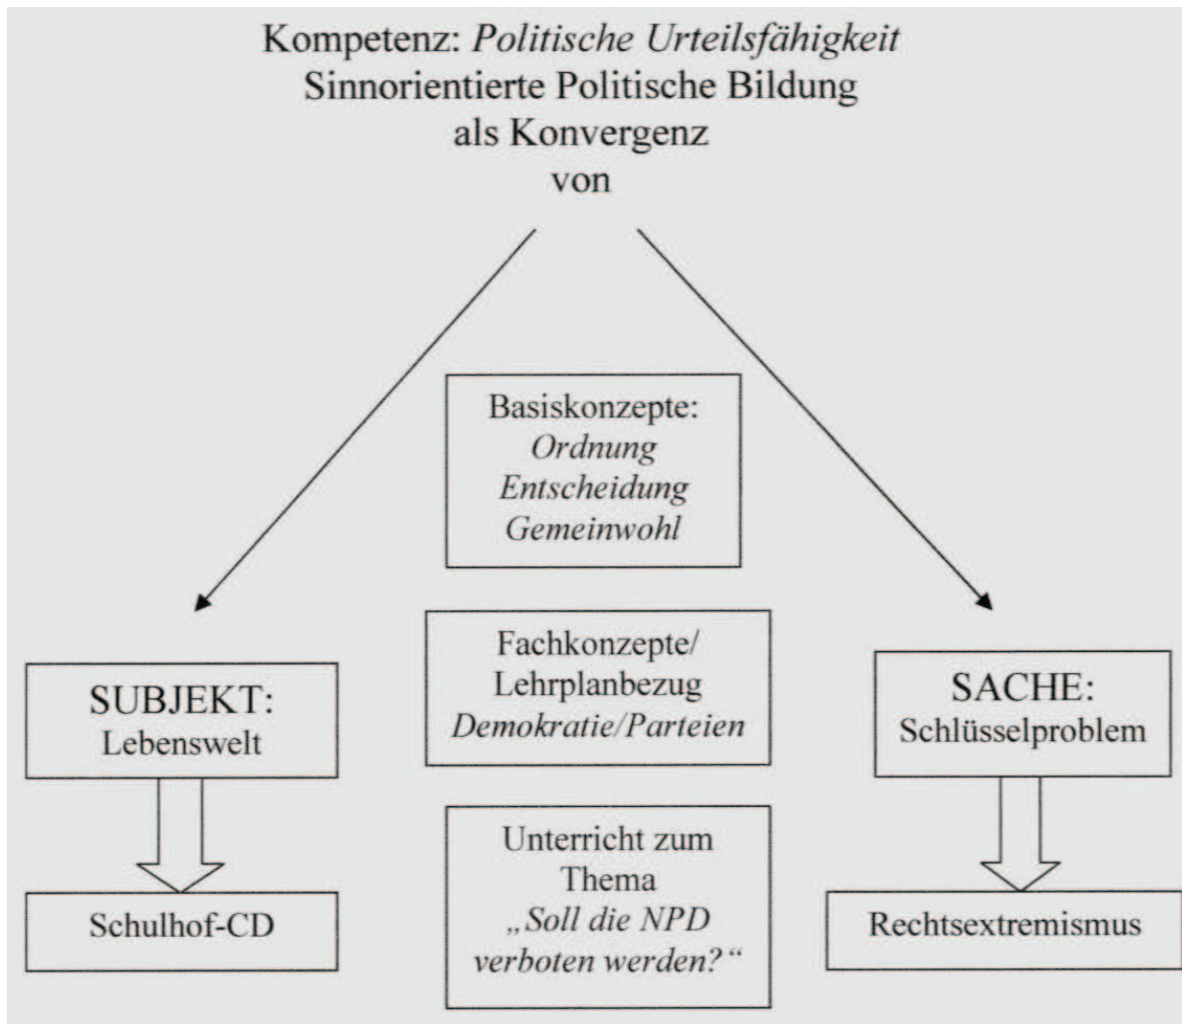 Kompetenz: Politische Urteilsfähigkeit
Sinnorientierte Politische Bildung
als Konvergenz
von
Basiskonzepte:
Ordnung
Entscheidung
Gemeinwohl
Fachkonzepte/
Lehrplanbezug
Demokratie/Parteien
SUBJEKT:
Lebenswelt
SACHE:
Schlüsselproblem
Unterricht zum
Thema
„Soll die NPD
verboten werden?“
Schulhof-CD
Rechtsextremismus